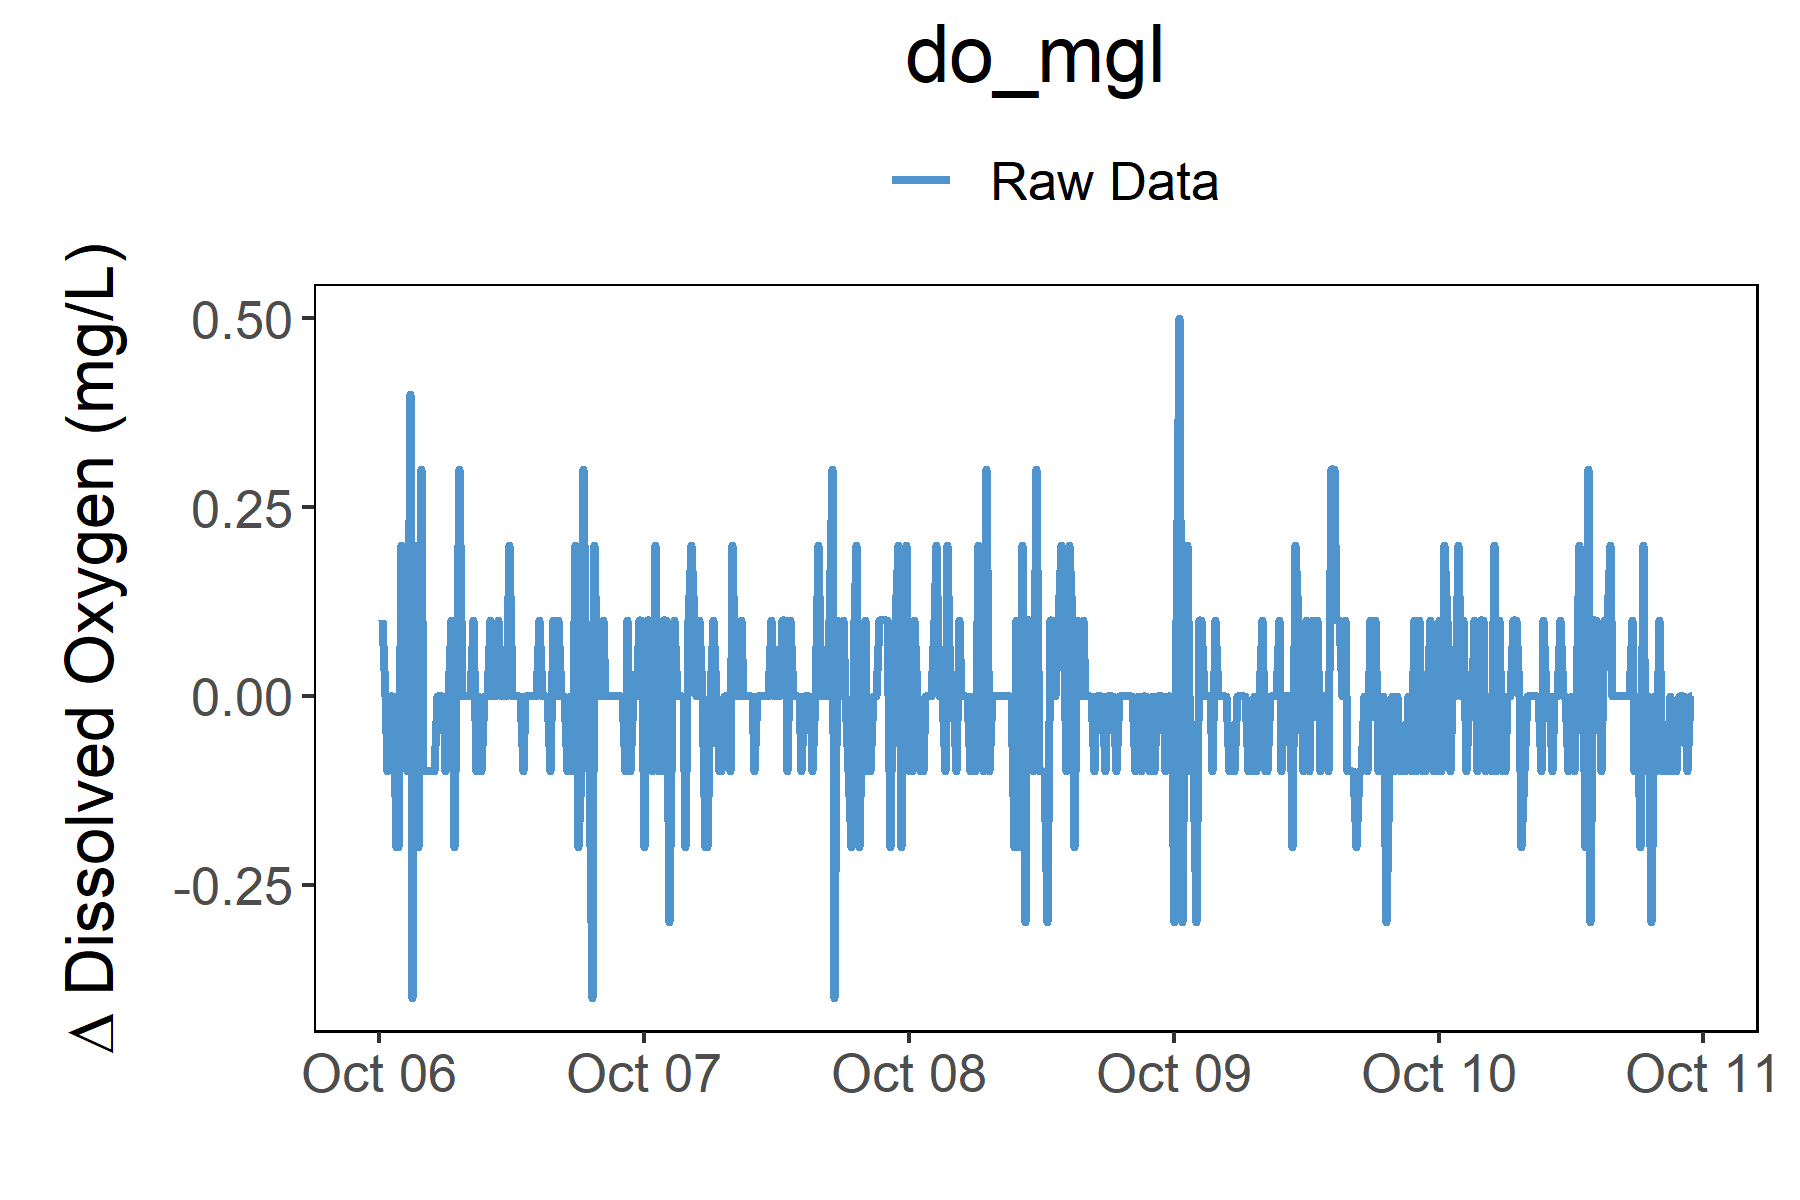 do_mgl
Raw Data
Δ Dissolved Oxygen (mg/L)
0.50
0.25
0.00
-0.25
Oct 06 Oct 07 Oct 08 Oct 09 Oct 10 Oct 11